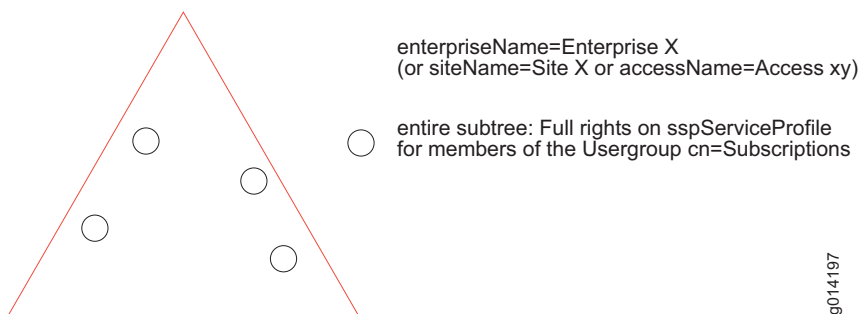 enterpriseName=Enterprise X
(or siteName=Site X or accessName=Access xy)
entire subtree: Full rights on sspServiceProfile
for members of the Usergroup cn=Subscriptions
g014197